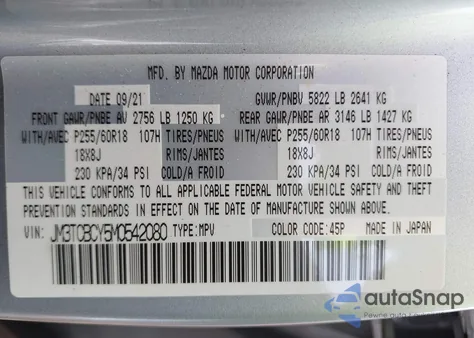 MFD. BY MAZDA MOTOR CORPORATION
DATE 09/21 GVWR/PNBV 5822 LB 2641 KG
FRONT GAWR/PNBE AV 2756 LB 1250 KG REAR GAWR/PNBE AR 3146 LB 1427 KG
WITH/AVEC P255/60R18 107H TIRES/PNEUS WITH/AVEC P255/60R18 107H TIRES/PNEUS
18X8J RIMS/JANTES 18X8J RIMS/JANTES
230 KPA/34 PSI COLD/A FROID 230 KPA/34 PSI COLD/A FROID
THIS VEHICLE CONFORMS TO ALL APPLICABLE FEDERAL MOTOR VEHICLE SAFETY AND THEFT
PREVENTION STANDARDS IN EFFECT ON THE DATE OF MANUFACTURE SHOWN ABOVE.
VIN: JM3TCBCY5M0542080 TYPE: MPV COLOR CODE: 45P MADE IN JAPAN
autaSnap
Pewne auto